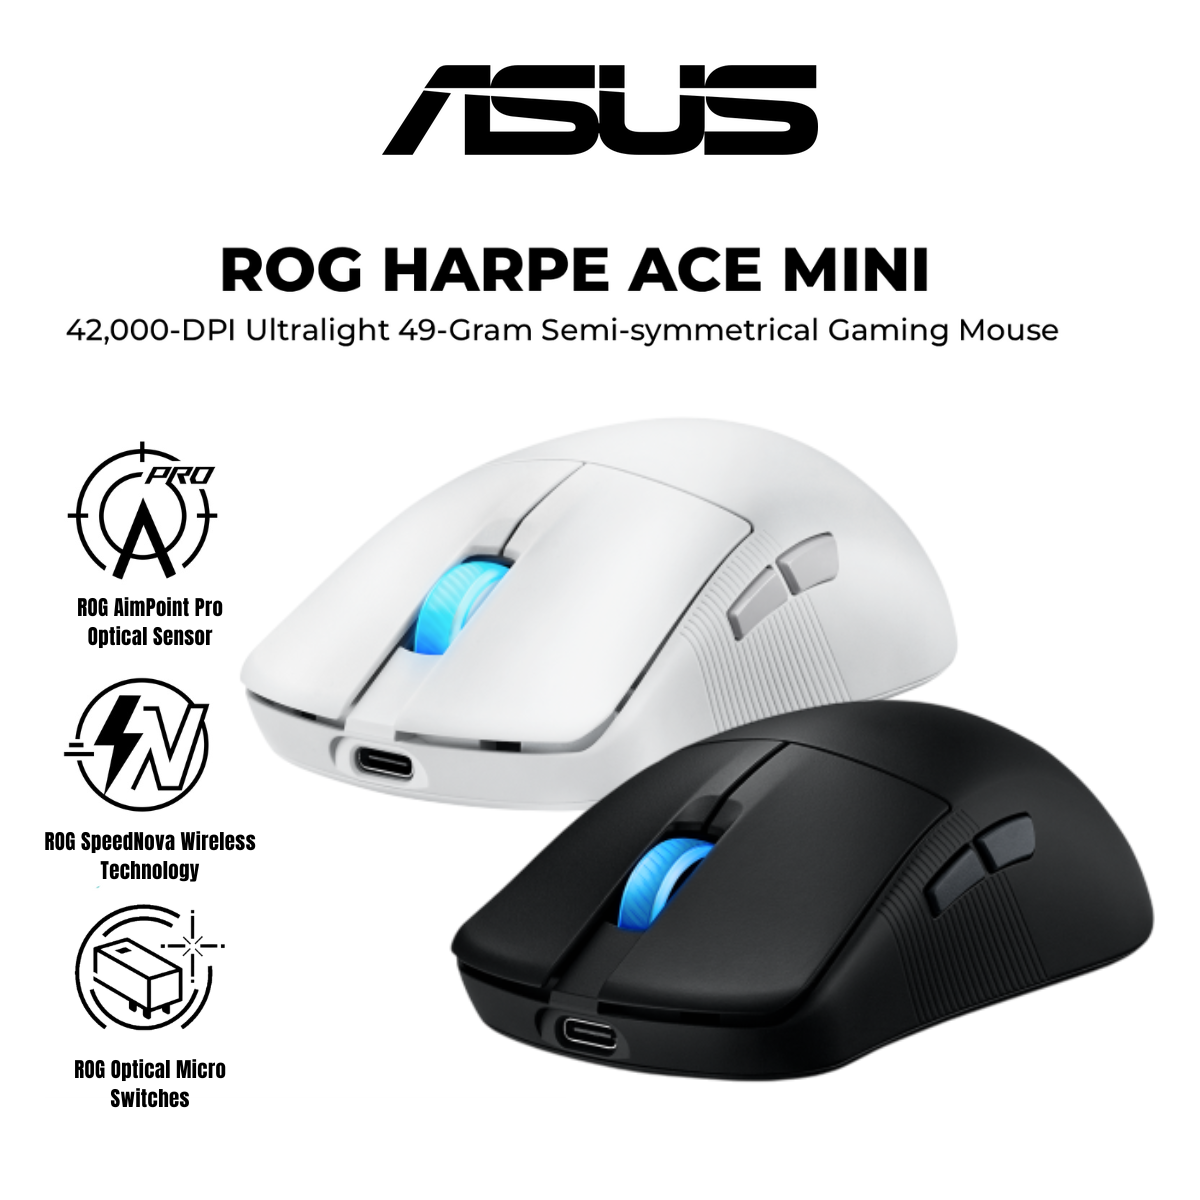 ASUS
ROG HARPE ACE MINI
42,000-DPI Ultralight 49-Gram Semi-symmetrical Gaming Mouse
PRO
ROG AimPoint Pro
Optical Sensor
ROG SpeedNova Wireless
Technology
ROG Optical Micro
Switches